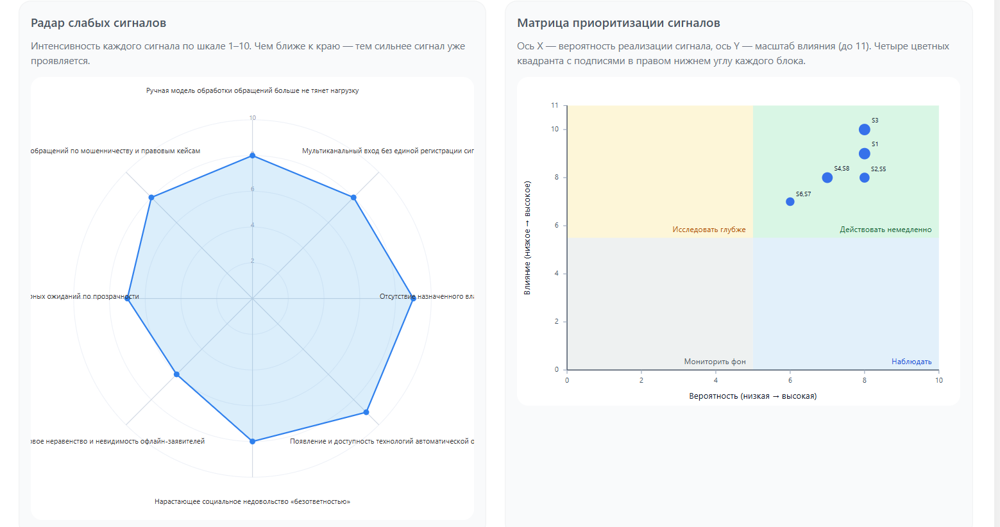 Радар слабых сигналов
Интенсивность каждого сигнала по шкале 1–10. Чем ближе к краю — тем сильнее сигнал уже
проявляется.
Ручная модель обработки обращений больше не тянет нагрузку
10
обращений по мошенничеству и правовым кейсам
Мультиканальный вход без единой регистрации
6
4
2
по прозрачности
Отсутствие назначенного
неравенство и невидимость офлайн-заявителей
Появление и доступность технологий автоматической
Нарастающее социальное недовольство «безответностью»
Матрица приоритизации сигналов
Ось X — вероятность реализации сигнала, ось Y — масштаб влияния (до 11). Четыре цветных
квадранта с подписями в правом нижнем углу каждого блока.
11
10
8
6
4
2
0
Влияние (низкое → высокое)
S3
S1
S4,S8
S2,S5
S6,S7
Исследовать глубже
Действовать немедленно
Мониторить фон
Наблюдать
0
2
4
6
8
10
Вероятность (низкая → высокая)